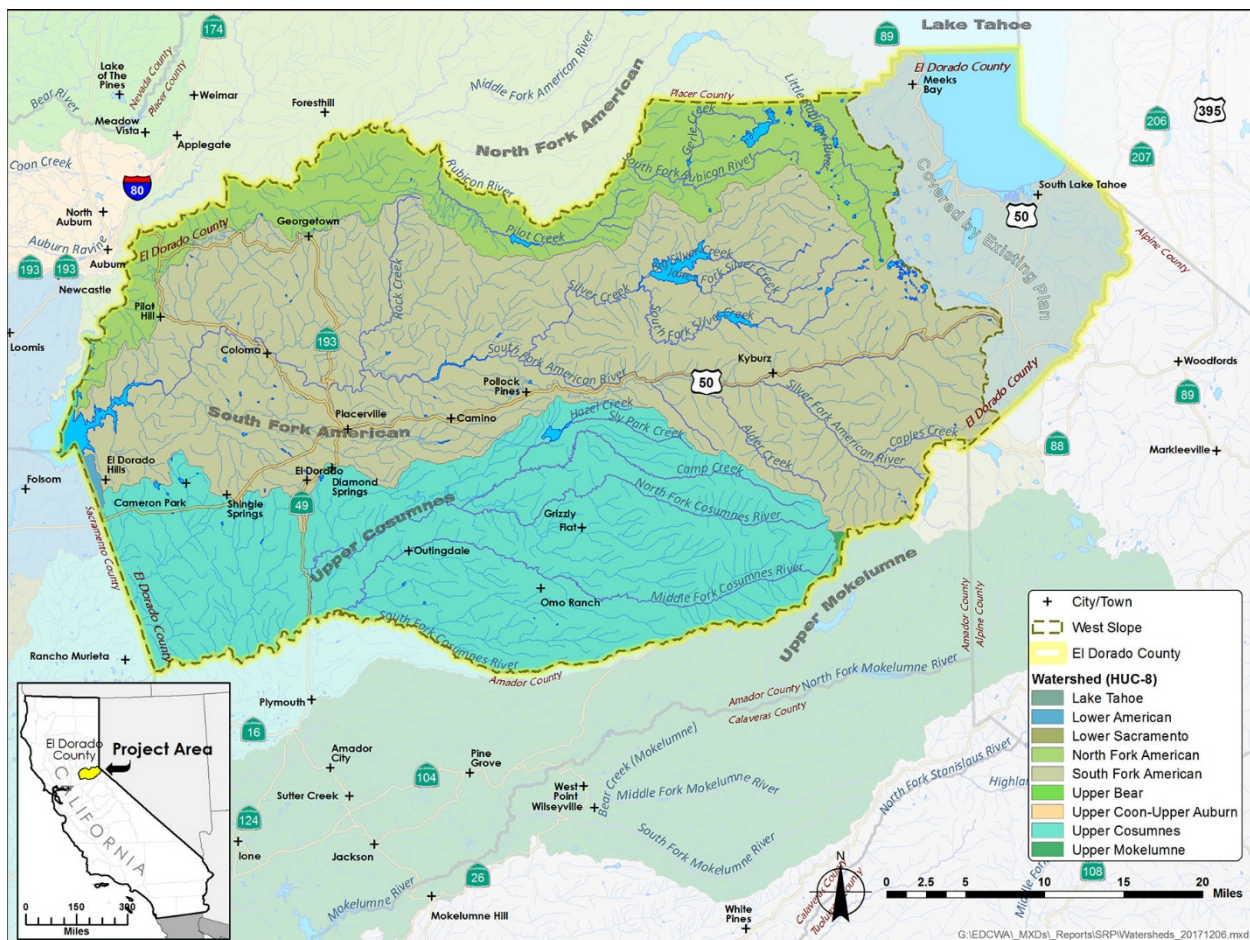 Lake Tahoe
174
89
El Dorado County
Meeks
Bay
Lake
of The
Pines
Nevada County
Placer County
Weimar
Foresthill
Middle Fork American River
Placer County
Little Rubicon River
Gerle Creek
395
206
207
Bear River
Meadow
Vista
Applegate
North Fork American
Coon Creek
80
Rubicon River
South Fork Rubicon River
Covered by Existing Plan
South Lake Tahoe
50
North
Auburn
Georgetown
El Dorado County
Pilot Creek
Alpine County
Auburn Ravine
Auburn
193
193
Newcastle
Rock Creek
Silver Creek
Silver Creek
Fork Silver Creek
South Fork Silver Creek
Pilot
Hill
Loomis
Coloma
193
South Fork American River
Kyburz
Woodfords
Pollock
Pines
50
89
South Fork American
Placerville
Camino
Hazel Creek
Sly Park Creek
Silver Fork American River
Alder Creek
Caples Creek
El Dorado County
88
Markleeville
Folsom
El Dorado
Hills
Cameron Park
Shingle
Springs
El Dorado
Diamond
Springs
Camp Creek
49
North Fork Cosumnes River
Grizzly
Flat
Upper Cosumnes
Sacramento County
El Dorado County
Outingdale
Omo Ranch
Middle Fork Cosumnes River
South Fork Cosumnes River
Upper Mokelumne
Amador County
Alpine County
Rancho Murieta
Amador County
Plymouth
North Fork Mokelumne River
Amador County
Calaveras County
16
Amador
City
Pine
Grove
104
Sutter Creek
Bear Creek (Mokelumne)
West
Point
Wilseyville
Middle Fork Mokelumne River
North Fork Stanislaus River
Highland
124
Ione
Jackson
South Fork Mokelumne River
26
Mokelumne River
Mokelumne Hill
White
Pines
Calaveras County
Tuolumne County
Middle Fork
108
City/Town
West Slope
El Dorado County
Watershed (HUC-8)
Lake Tahoe
Lower American
Lower Sacramento
North Fork American
South Fork American
Upper Bear
Upper Coon-Upper Auburn
Upper Cosumnes
Upper Mokelumne
El Dorado
County
Project Area
CALIFORNIA
0 150 300
Miles
N
0 2.5 5 10 15 20
Miles
G:\EDCWA\_MXDs\_Reports\SRP\Watersheds_20171206.mxd